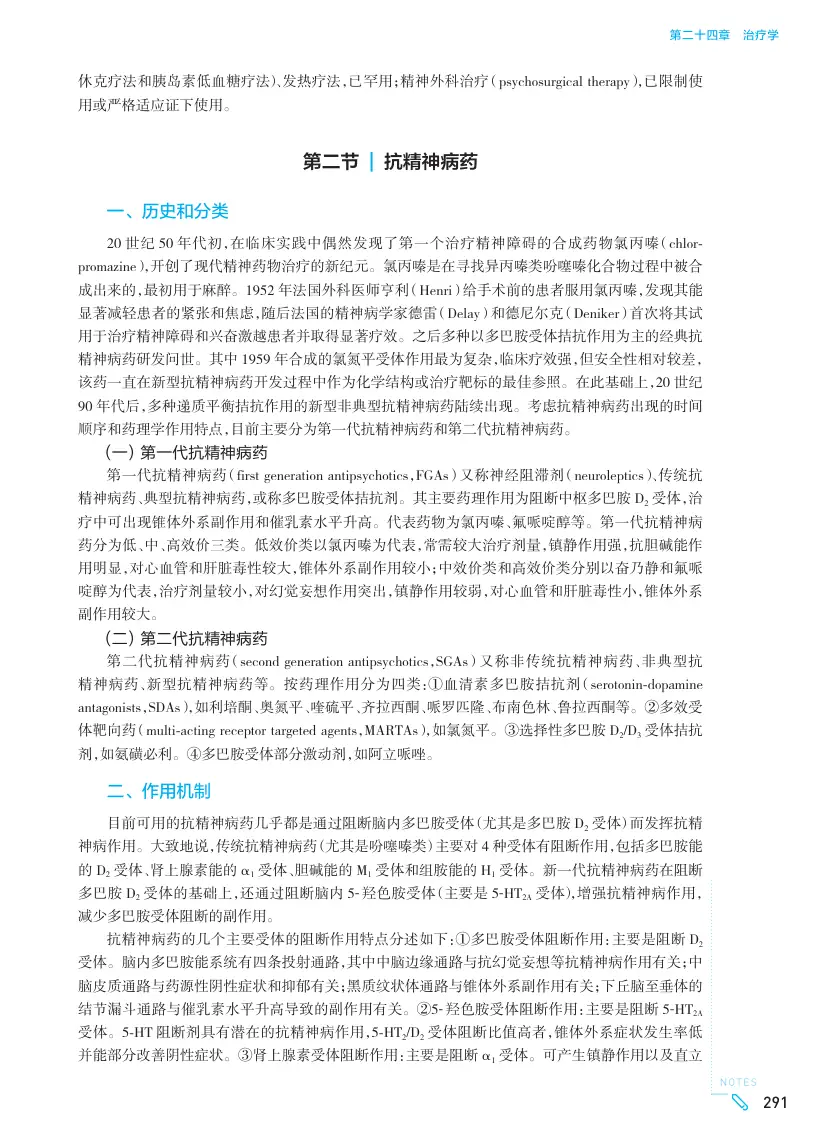 第二十四章 治疗学
休克疗法和胰岛素低血糖疗法)、发热疗法,已罕用;精神外科治疗(psychosurgical therapy),已限制使
用或严格适应证下使用。
第二节 | 抗精神病药
一、历史和分类
20 世纪 50 年代初,在临床实践中偶然发现了第一个治疗精神障碍的合成药物氯丙嗪(chlor-
promazine),开创了现代精神药物治疗的新纪元。氯丙嗪是在寻找异丙嗪类吩噻嗪化合物过程中被合
成出来的,最初用于麻醉。1952 年法国外科医师亨利(Henri)给手术前的患者服用氯丙嗪,发现其能
显著减轻患者的紧张和焦虑,随后法国的精神病学家德雷(Delay)和德尼尔克(Deniker)首次将其试
用于治疗精神障碍和兴奋激越患者并取得显著疗效。之后多种以多巴胺受体拮抗作用为主的经典抗
精神病药研发问世。其中 1959 年合成的氯氮平受体作用最为复杂,临床疗效强,但安全性相对较差,
该药一直在新型抗精神病药开发过程中作为化学结构或治疗靶标的最佳参照。在此基础上,20 世纪
90 年代后,多种递质平衡拮抗作用的新型非典型抗精神病药陆续出现。考虑抗精神病药出现的时间
顺序和药理学作用特点,目前主要分为第一代抗精神病药和第二代抗精神病药。
(一)第一代抗精神病药
第一代抗精神病药(first generation antipsychotics,FGAs)又称神经阻滞剂(neuroleptics)、传统抗
精神病药、典型抗精神病药,或称多巴胺受体拮抗剂。其主要药理作用为阻断中枢多巴胺 D₂ 受体,治
疗中可出现锥体外系副作用和催乳素水平升高。代表药物为氯丙嗪、氟哌啶醇等。第一代抗精神病
药分为低、中、高效价三类。低效价类以氯丙嗪为代表,常需较大治疗剂量,镇静作用强,抗胆碱能作
用明显,对心血管和肝脏毒性较大,锥体外系副作用较小;中效价类和高效价类分别以奋乃静和氟哌
啶醇为代表,治疗剂量较小,对幻觉妄想作用突出,镇静作用较弱,对心血管和肝脏毒性小,锥体外系
副作用较大。
(二)第二代抗精神病药
第二代抗精神病药(second generation antipsychotics,SGAs)又称非传统抗精神病药、非典型抗
精神病药、新型抗精神病药等。按药理作用分为四类:①血清素多巴胺拮抗剂(serotonin-dopamine
antagonists,SDAs),如利培酮、奥氮平、喹硫平、齐拉西酮、哌罗匹隆、布南色林、鲁拉西酮等。②多效受
体靶向药(multi-acting receptor targeted agents,MARTAs),如氯氮平。③选择性多巴胺 D₂/D₃ 受体拮抗
剂,如氨磺必利。④多巴胺受体部分激动剂,如阿立哌唑。
二、作用机制
目前可用的抗精神病药几乎都是通过阻断脑内多巴胺受体(尤其是多巴胺 D₂ 受体)而发挥抗精
神病作用。大致地说,传统抗精神病药(尤其是吩噻嗪类)主要对 4 种受体有阻断作用,包括多巴胺能
的 D₂ 受体、肾上腺素能的 α₁ 受体、胆碱能的 M₁ 受体和组胺能的 H₁ 受体。新一代抗精神病药在阻断
多巴胺 D₂ 受体的基础上,还通过阻断脑内 5-羟色胺受体(主要是 5-HT₂A 受体),增强抗精神病作用,
减少多巴胺受体阻断的副作用。
抗精神病药的几个主要受体的阻断作用特点分述如下:①多巴胺受体阻断作用:主要是阻断 D₂
受体。脑内多巴胺能系统有四条投射通路,其中中脑边缘通路与抗幻觉妄想等抗精神病作用有关;中
脑皮质通路与药源性阴性症状和抑郁有关;黑质纹状体通路与锥体外系副作用有关;下丘脑至垂体的
结节漏斗通路与催乳素水平升高导致的副作用有关。②5-羟色胺受体阻断作用:主要是阻断 5-HT₂A
受体。5-HT 阻断剂具有潜在的抗精神病作用,5-HT₂/D₂ 受体阻断比值高者,锥体外系症状发生率低
并能部分改善阴性症状。③肾上腺素受体阻断作用:主要是阻断 α₁ 受体。可产生镇静作用以及直立
NOTES
291